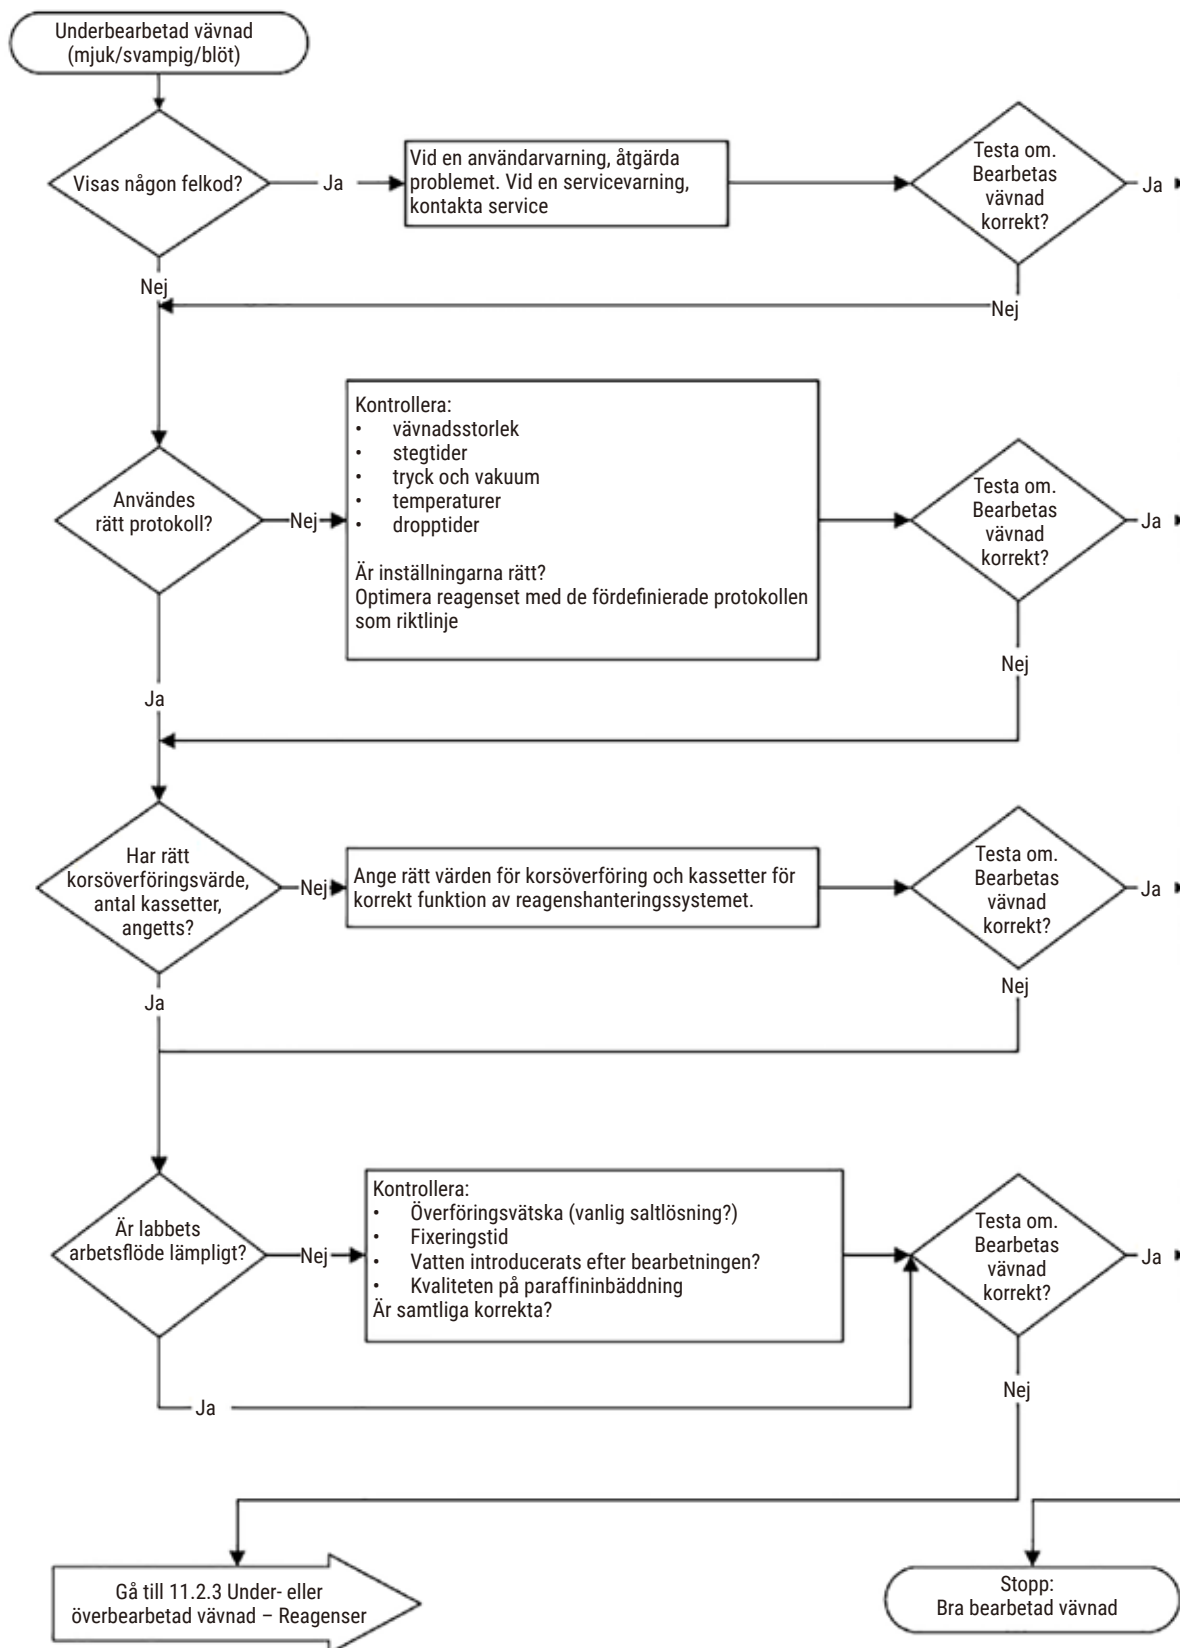 Underbearbetad vävnad
(mjuk/svampig/blöt)
Visas någon felkod?
Ja
Vid en användarvarning, åtgärda
problemet. Vid en servicevarning,
kontakta service
Testa om.
Bearbetas
vävnad
korrekt?
Ja
Nej
Nej
Användes
rätt protokoll?
Nej
Kontrollera:
• vävnadsstorlek
• stegtider
• tryck och vakuum
• temperaturer
• dropptider
Är inställningarna rätt?
Optimera reagenset med de fördefinierade protokollen
som riktlinje
Testa om.
Bearbetas
vävnad
korrekt?
Ja
Nej
Ja
Har rätt
korsöverföringsvärde,
antal kassetter,
angetts?
Nej
Ange rätt värden för korsöverföring och kassetter för
korrekt funktion av reagenshanteringssystemet.
Testa om.
Bearbetas
vävnad
korrekt?
Ja
Nej
Ja
Är labbets
arbetsflöde lämpligt?
Nej
Kontrollera:
• Överföringsvätska (vanlig saltlösning?)
• Fixeringstid
• Vatten introducerats efter bearbetningen?
• Kvaliteten på paraffininbäddning
Är samtliga korrekta?
Testa om.
Bearbetas
vävnad
korrekt?
Ja
Nej
Ja
Gå till 11.2.3 Under- eller
överbearbetad vävnad – Reagenser
Stopp:
Bra bearbetad vävnad